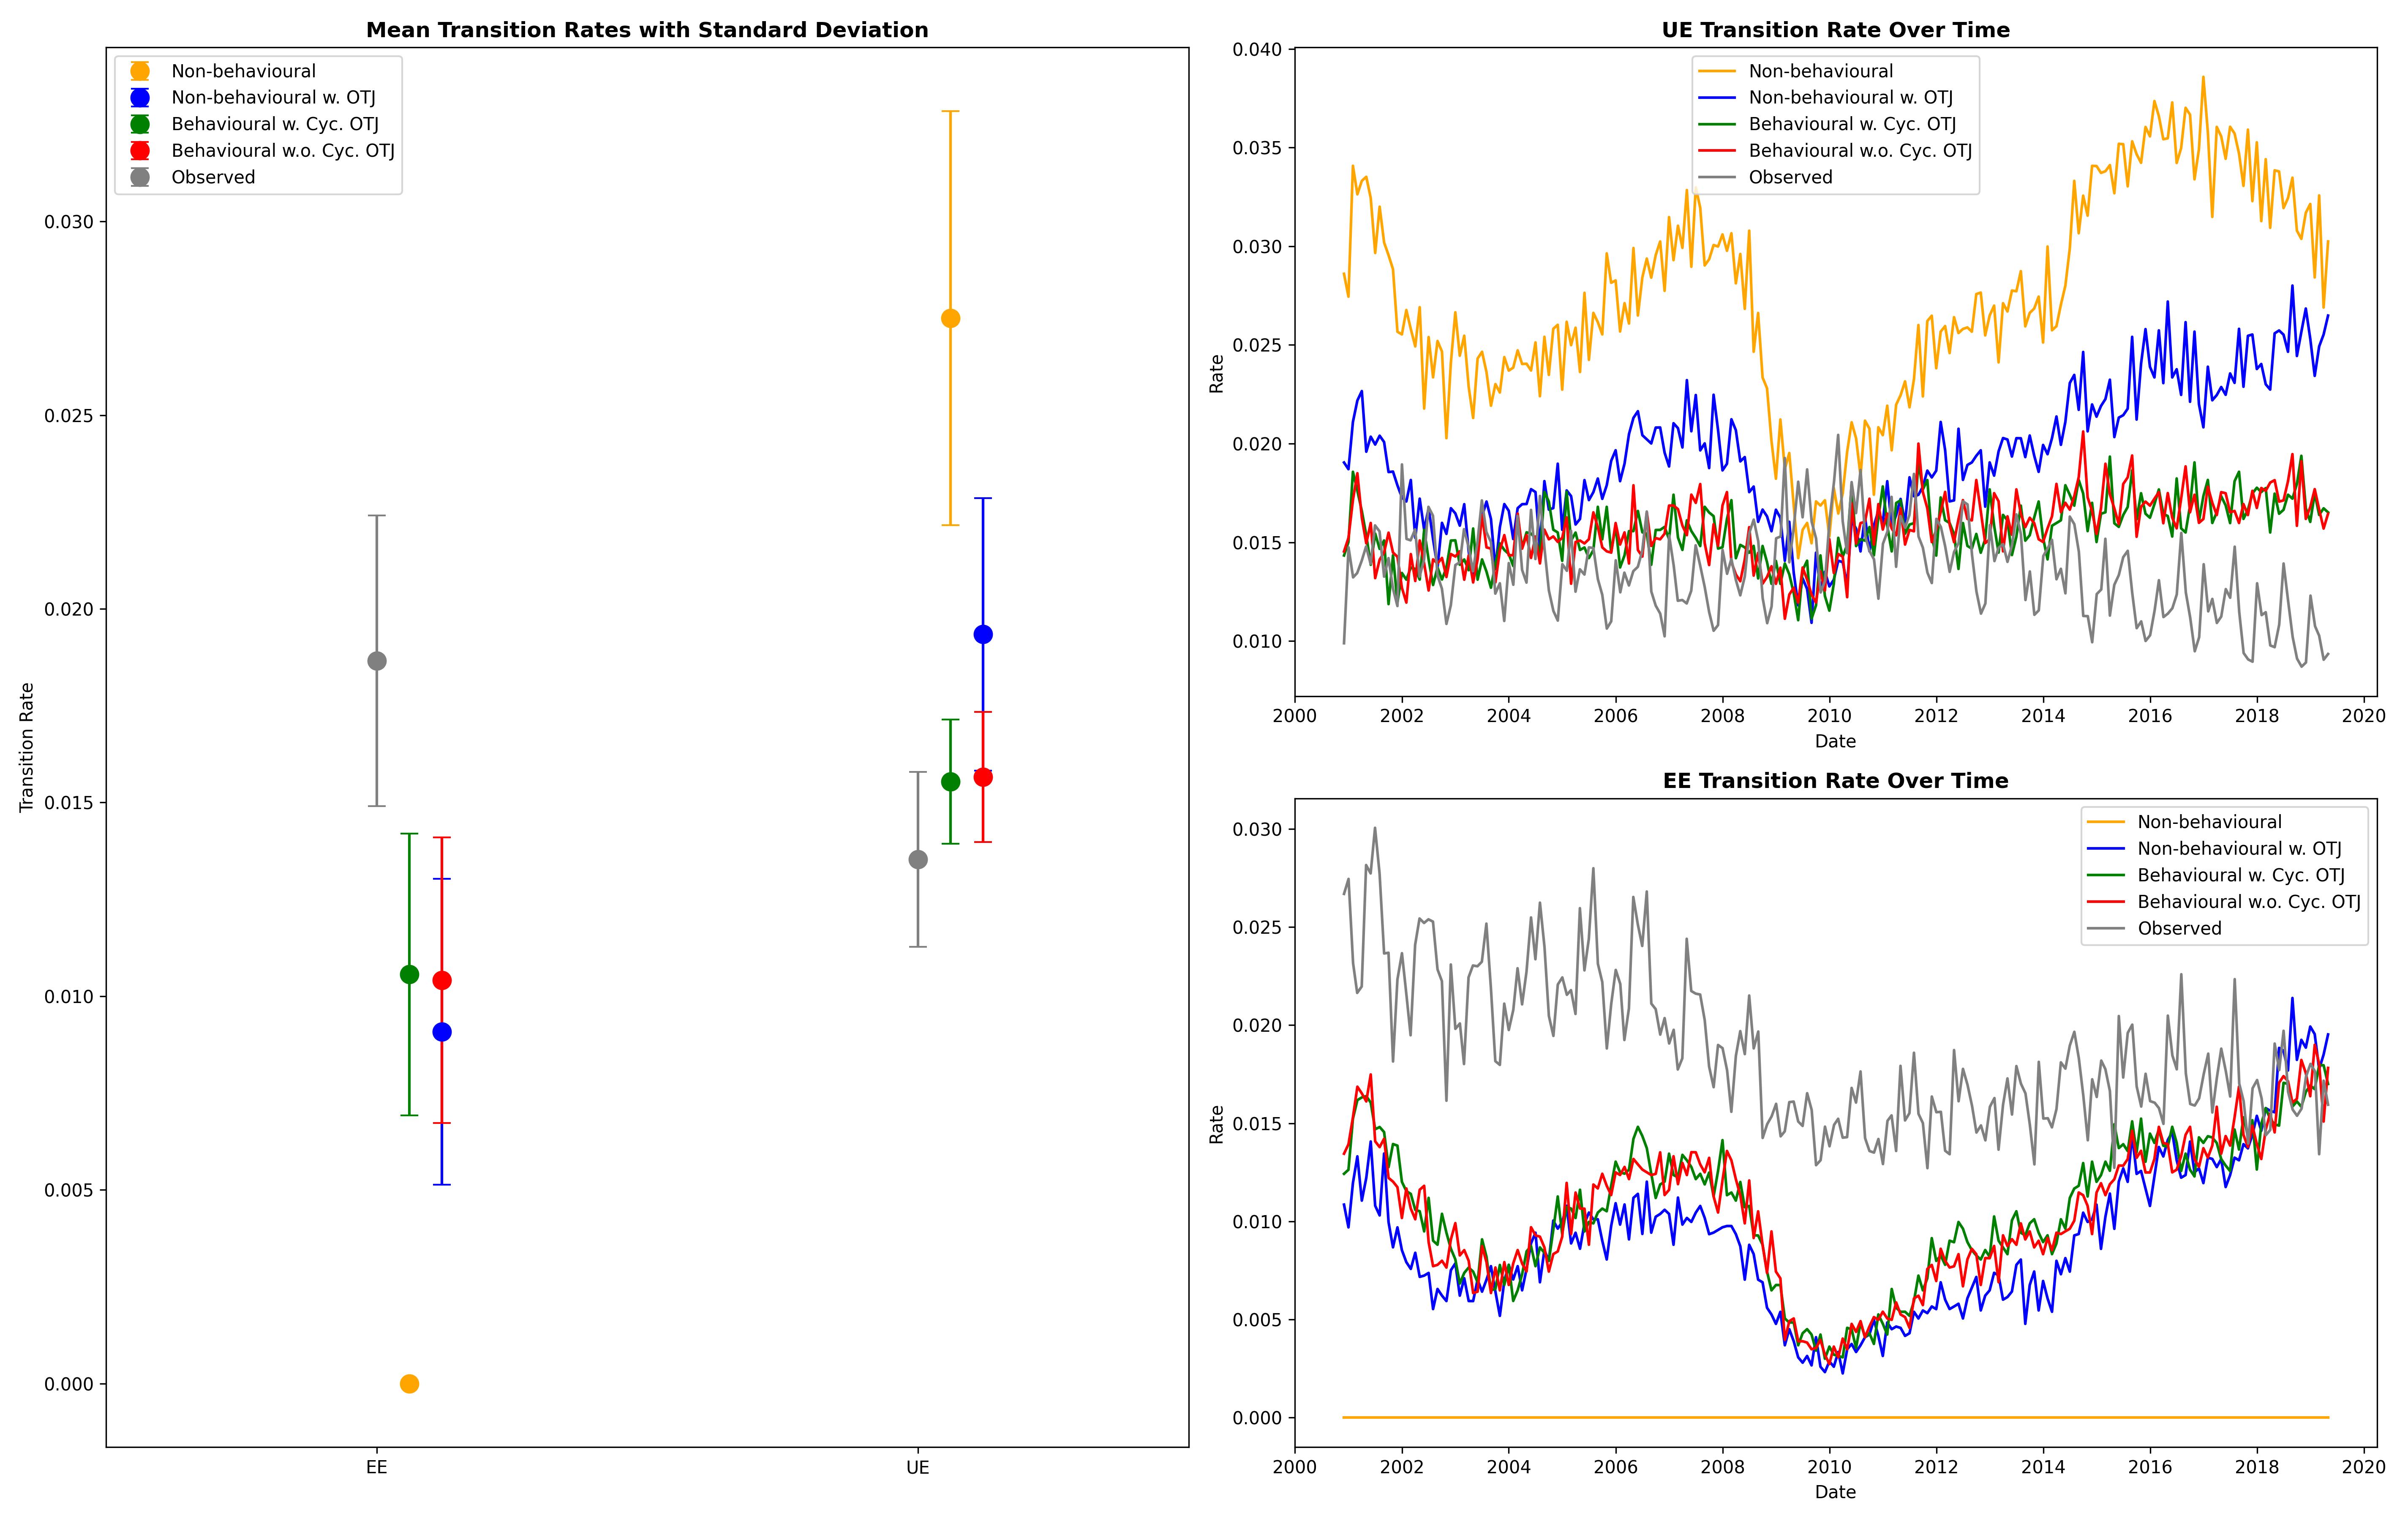 Mean Transition Rates with Standard Deviation
Non-behavioural
Non-behavioural w. OTJ
Behavioural w. Cyc. OTJ
Behavioural w.o. Cyc. OTJ
Observed
Transition Rate
0.030
0.025
0.020
0.015
0.010
0.005
0.000
EE
UE
UE Transition Rate Over Time
Non-behavioural
Non-behavioural w. OTJ
Behavioural w. Cyc. OTJ
Behavioural w.o. Cyc. OTJ
Observed
Rate
0.040
0.035
0.030
0.025
0.020
0.015
0.010
2000 2002 2004 2006 2008 2010 2012 2014 2016 2018 2020
Date
EE Transition Rate Over Time
Non-behavioural
Non-behavioural w. OTJ
Behavioural w. Cyc. OTJ
Behavioural w.o. Cyc. OTJ
Observed
Rate
0.030
0.025
0.020
0.015
0.010
0.005
0.000
2000 2002 2004 2006 2008 2010 2012 2014 2016 2018 2020
Date